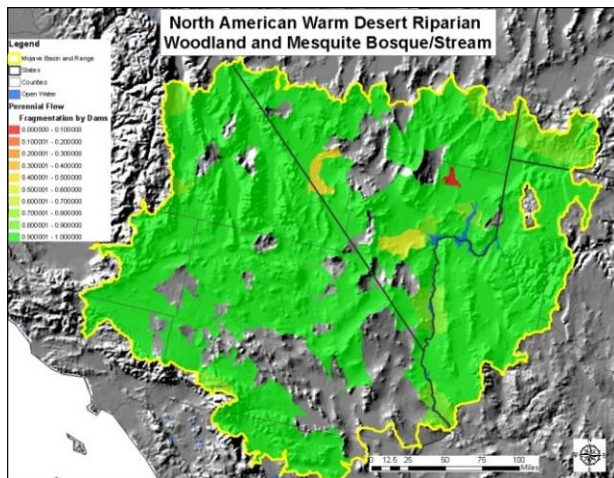 North American Warm Desert Riparian
Woodland and Mesquite Bosque/Stream
Legend
Mojave Basin and Range
States
Counties
Open Water
Perennial Flow
Fragmentation by Dams
0.000000 - 0.100000
0.100001 - 0.200000
0.200001 - 0.300000
0.300001 - 0.400000
0.400001 - 0.500000
0.500001 - 0.600000
0.600001 - 0.700000
0.700001 - 0.800000
0.800001 - 0.900000
0.900001 - 1.000000
0 12.5 25 50 75 100
Miles